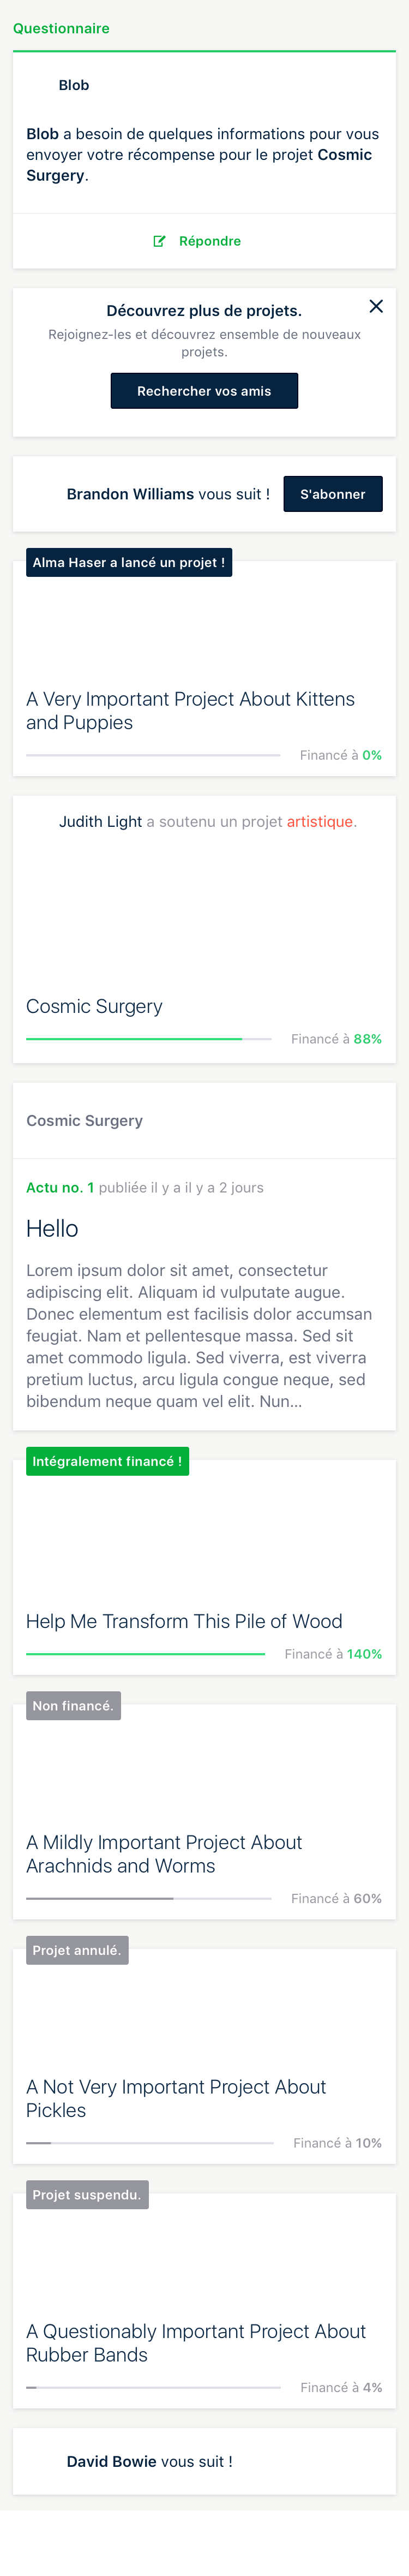 Questionnaire
Blob
Blob a besoin de quelques informations pour vous
envoyer votre récompense pour le projet Cosmic
Surgery.
Répondre
Découvrez plus de projets.
Rejoignez-les et découvrez ensemble de nouveaux
projets.
Rechercher vos amis
Brandon Williams vous suit !
S'abonner
Alma Haser a lancé un projet !
A Very Important Project About Kittens
and Puppies
Financé à 0%
Judith Light a soutenu un projet artistique.
Cosmic Surgery
Financé à 88%
Cosmic Surgery
Actu no. 1 publiée il y a il y a 2 jours
Hello
Lorem ipsum dolor sit amet, consectetur
adipiscing elit. Aliquam id vulputate augue.
Donec elementum est facilisis dolor accumsan
feugiat. Nam et pellentesque massa. Sed sit
amet commodo ligula. Sed viverra, est viverra
pretium luctus, arcu ligula congue neque, sed
bibendum neque quam vel elit. Nun…
Intégralement financé !
Help Me Transform This Pile of Wood
Financé à 140%
Non financé.
A Mildly Important Project About
Arachnids and Worms
Financé à 60%
Projet annulé.
A Not Very Important Project About
Pickles
Financé à 10%
Projet suspendu.
A Questionably Important Project About
Rubber Bands
Financé à 4%
David Bowie vous suit !